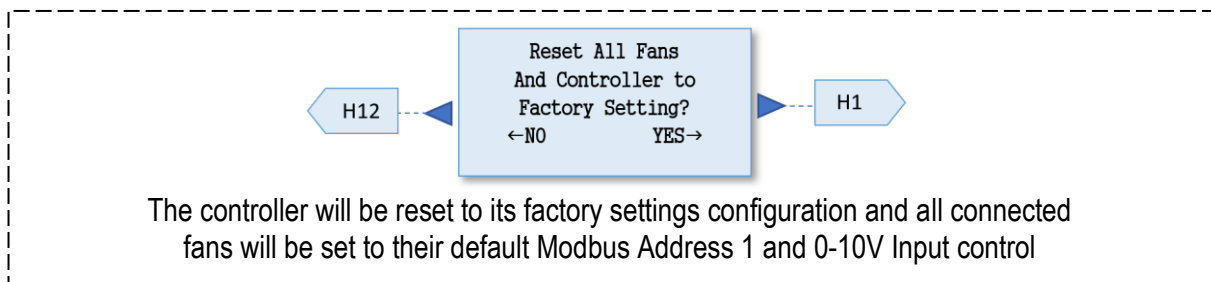 Reset All Fans
And Controller to
H12
Factory Setting?
H1
←NO YES→
The controller will be reset to its factory settings configuration and all connected
fans will be set to their default Modbus Address 1 and 0-10V Input control